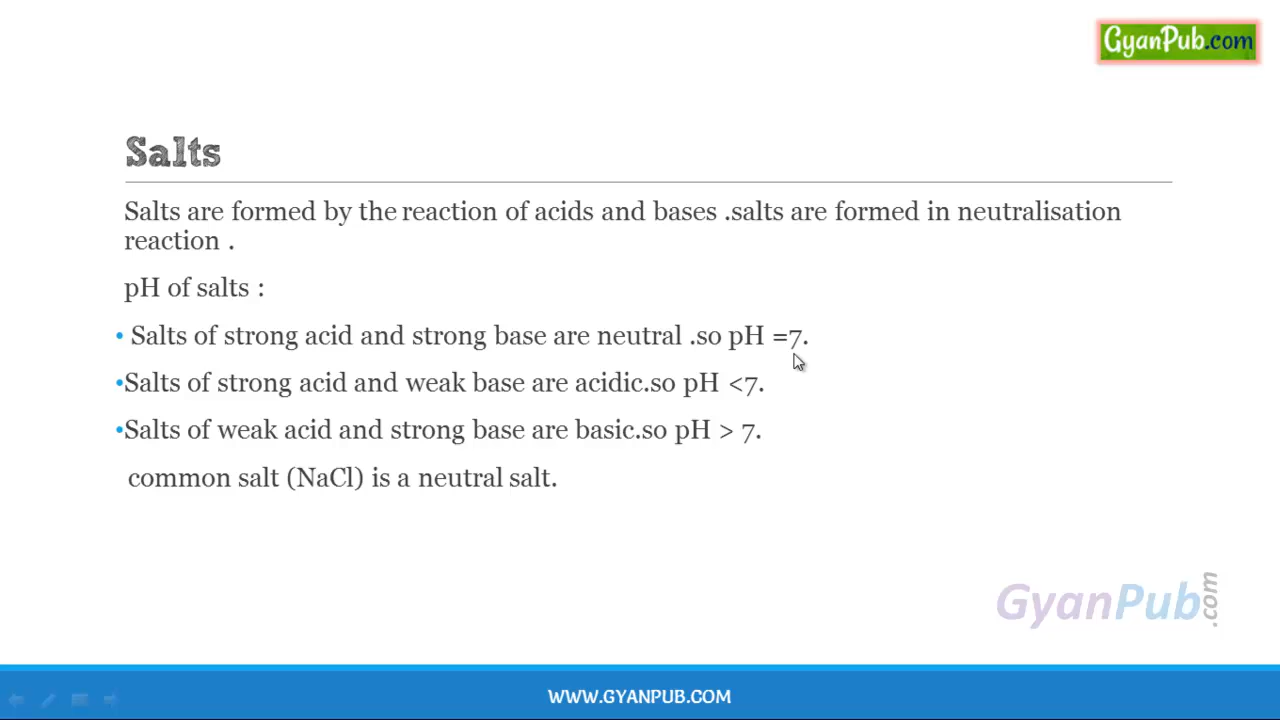 GyanPub.com
Salts
Salts are formed by the reaction of acids and bases .salts are formed in neutralisation
reaction .
pH of salts :
• Salts of strong acid and strong base are neutral .so pH =7.
•Salts of strong acid and weak base are acidic.so pH <7.
•Salts of weak acid and strong base are basic.so pH > 7.
common salt (NaCl) is a neutral salt.
GyanPub.com
WWW.GYANPUB.COM